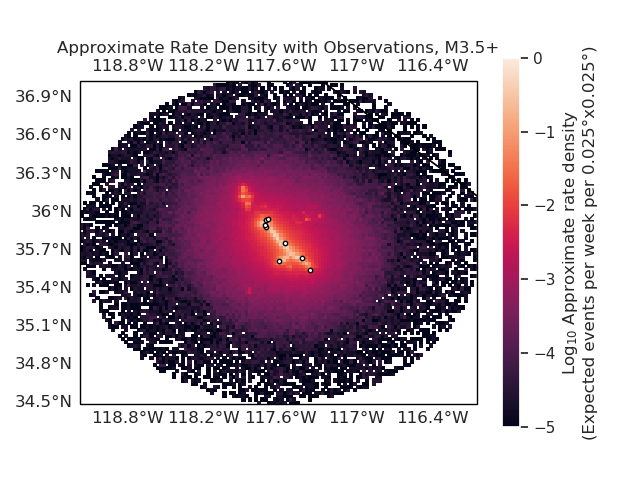 Approximate Rate Density with Observations, M3.5+
118.8°W 118.2°W 117.6°W 117°W 116.4°W
36.9°N
36.6°N
36.3°N
36°N
35.7°N
35.4°N
35.1°N
34.8°N
34.5°N
118.8°W 118.2°W 117.6°W 117°W 116.4°W
0
−1
−2
−3
−4
−5
Log₁₀ Approximate rate density
(Expected events per week per 0.025°x0.025°)